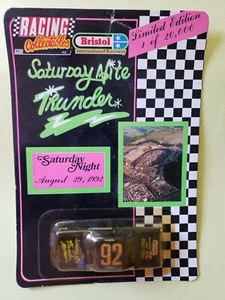 RACING
Collectables
INC.
Bristol
International Raceway
Limited Edition
1 of 20,000
Saturday Nite
Thunder
Saturday
Night
August 29, 1992
92